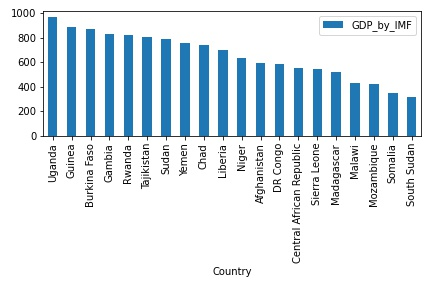 1000
800
600
400
200
0
GDP_by_IMF
Uganda
Guinea
Burkina Faso
Gambia
Rwanda
Tajikistan
Sudan
Yemen
Chad
Liberia
Niger
Afghanistan
DR Congo
Central African Republic
Sierra Leone
Madagascar
Malawi
Mozambique
Somalia
South Sudan
Country